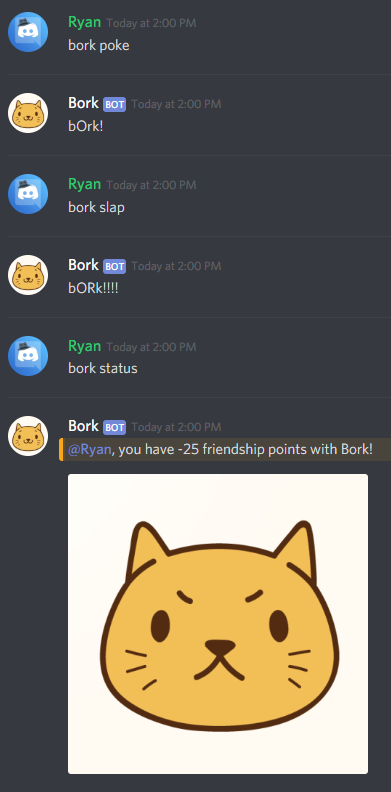 Ryan Today at 2:00 PM
bork poke
Bork BOT Today at 2:00 PM
bOrk!
Ryan Today at 2:00 PM
bork slap
Bork BOT Today at 2:00 PM
bORk!!!!
Ryan Today at 2:00 PM
bork status
Bork BOT Today at 2:00 PM
@Ryan, you have -25 friendship points with Bork!